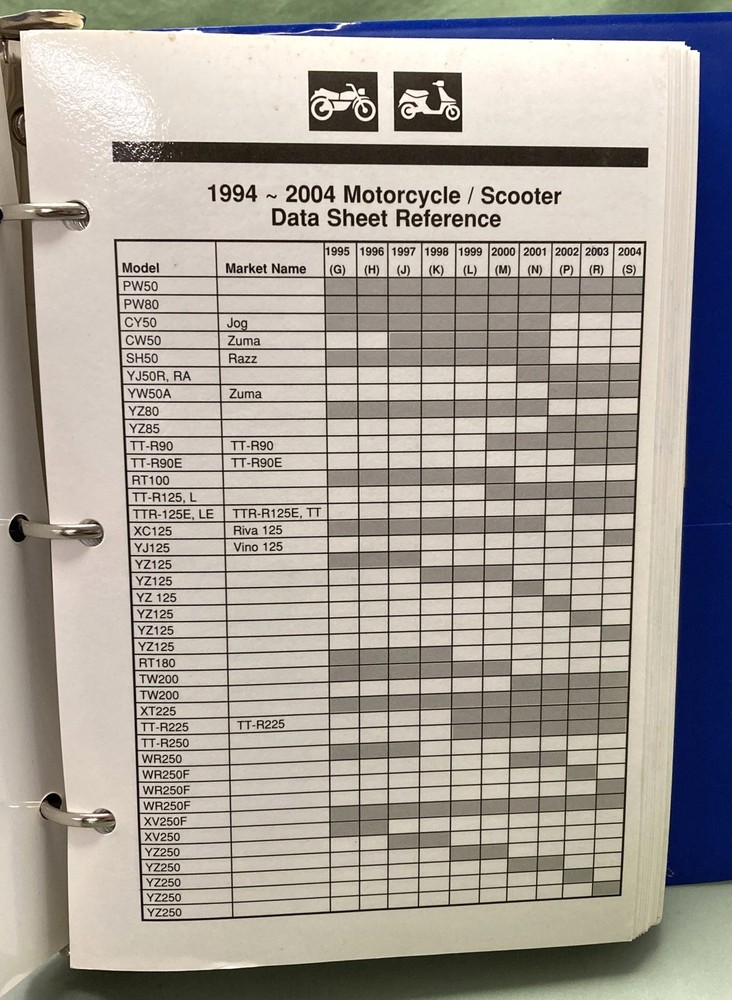 1994 ~ 2004 Motorcycle / Scooter
Data Sheet Reference
Model Market Name 1995 (G) 1996 (H) 1997 (J) 1998 (K) 1999 (L) 2000 (M) 2001 (N) 2002 (P) 2003 (R) 2004 (S)
PW50
PW80
CY50 Jog
CW50 Zuma
SH50 Razz
YJ50R, RA
YW50A Zuma
YZ80
YZ85
TT-R90 TT-R90
TT-R90E TT-R90E
RT100
TT-R125, L
TTR-125E, LE TTR-R125E, TT
XC125 Riva 125
YJ125 Vino 125
YZ125
YZ125
YZ 125
YZ125
YZ125
YZ125
RT180
TW200
TW200
XT225
TT-R225 TT-R225
TT-R250
WR250
WR250F
WR250F
WR250F
XV250F
XV250
YZ250
YZ250
YZ250
YZ250
YZ250